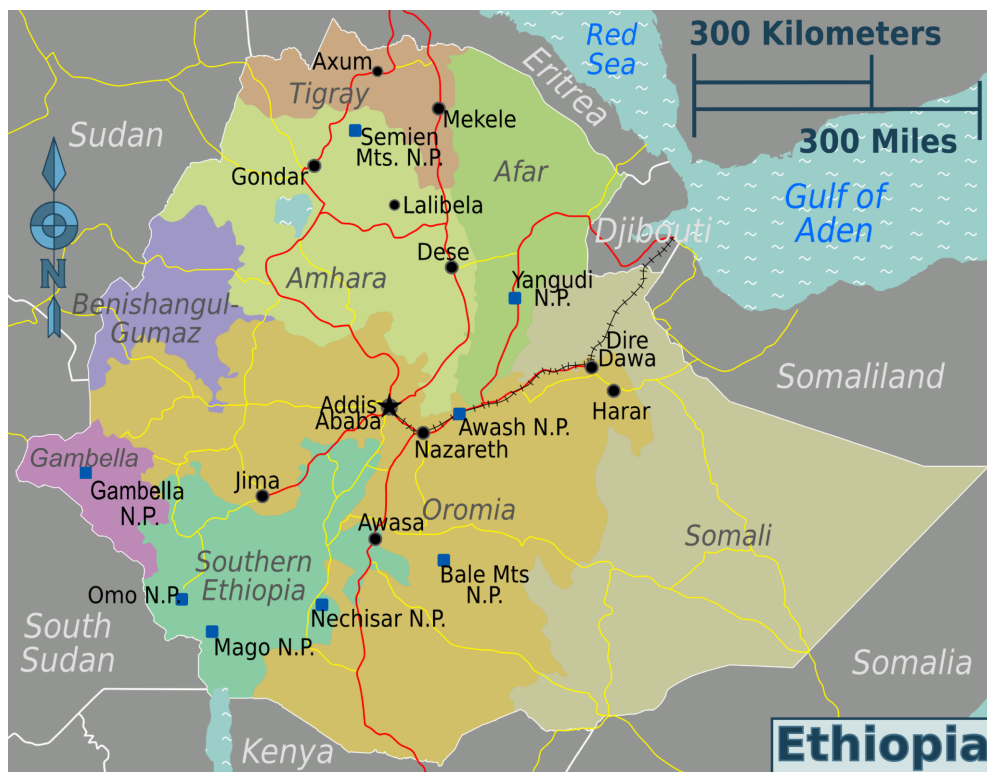 Red
Sea
300 Kilometers
300 Miles
Axum
Tigray
Eritrea
Sudan
Mekele
Semien
Mts. N.P.
Afar
Gondar
Lalibela
Gulf of
Aden
Djibouti
Dese
N
Amhara
Yangudi
N.P.
Benishangul-
Gumaz
Dire
Dawa
Somaliland
Addis
Ababa
Harar
Awash N.P.
Nazareth
Gambella
Gambella
N.P.
Jima
Oromia
Awasa
Somali
Southern
Ethiopia
Bale Mts
N.P.
Omo N.P.
Nechisar N.P.
South
Sudan
Mago N.P.
Somalia
Kenya
Ethiopia